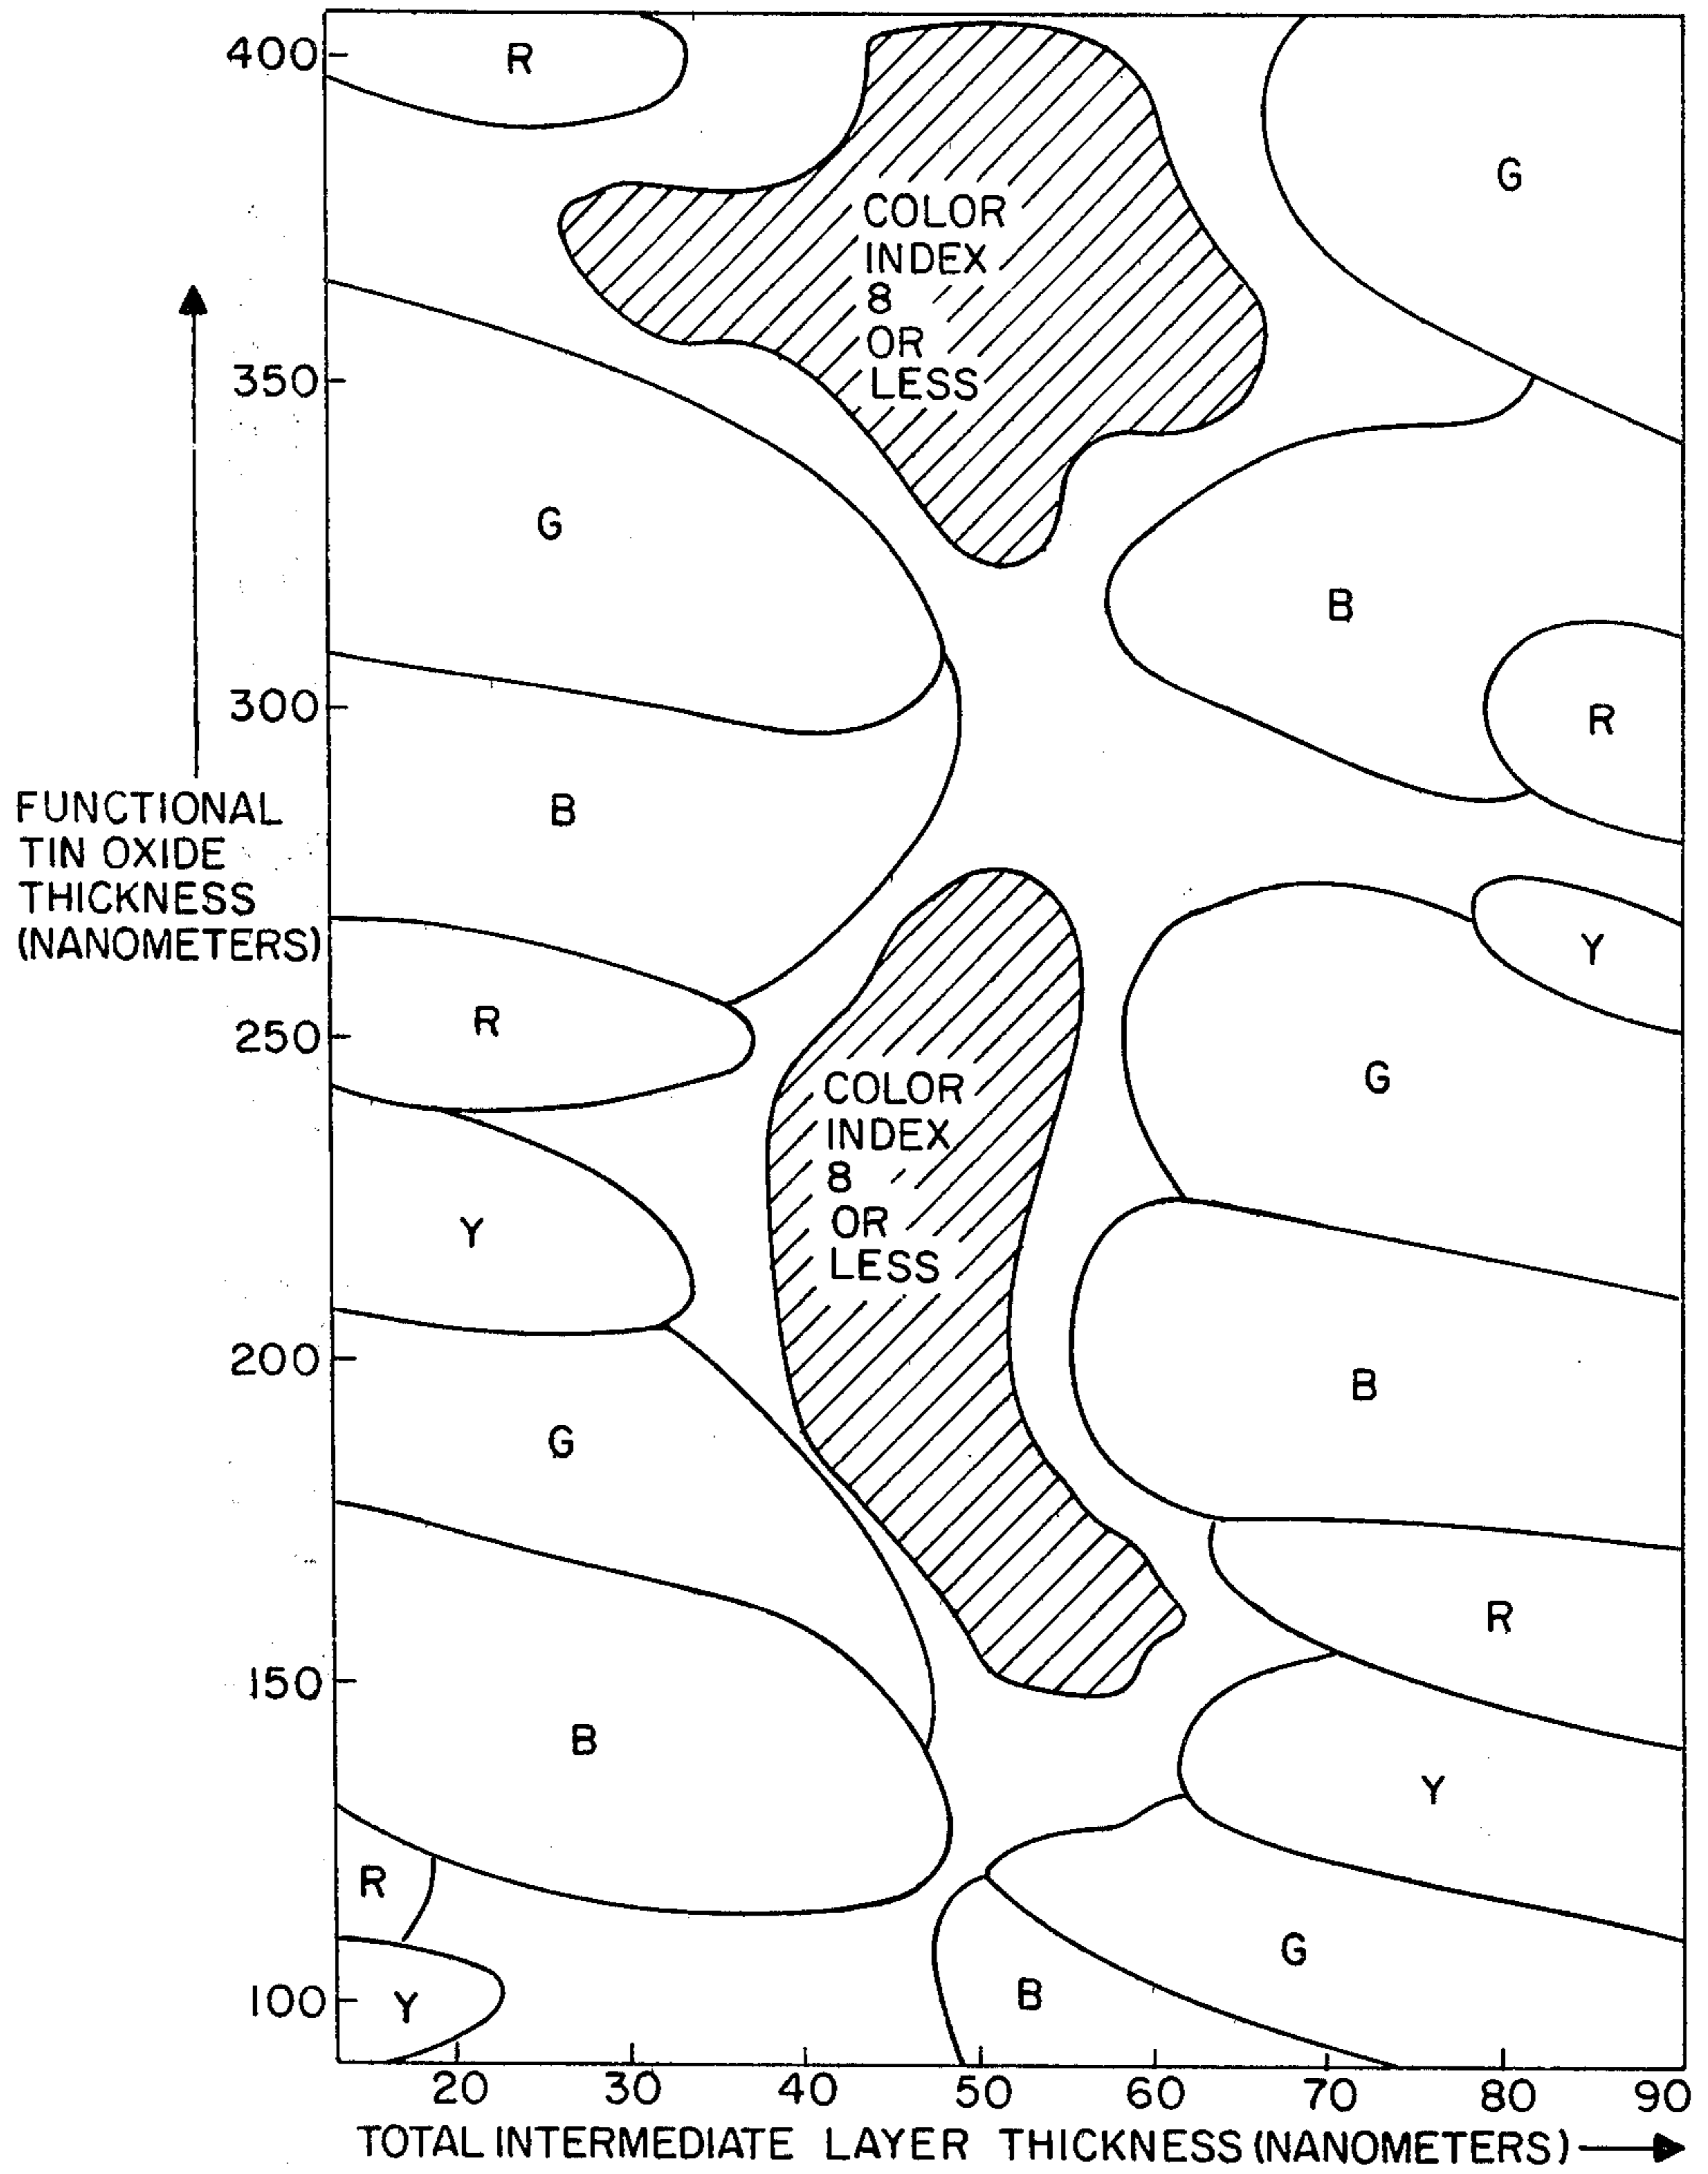 400
R
G
COLOR
INDEX
8
OR
LESS
350
G
B
300
R
B
FUNCTIONAL
TIN OXIDE
THICKNESS
(NANOMETERS)
Y
R
250
G
COLOR
INDEX
8
OR
LESS
Y
200
B
G
R
150
B
Y
R
G
B
100
Y
20 30 40 50 60 70 80 90
TOTAL INTERMEDIATE LAYER THICKNESS (NANOMETERS)